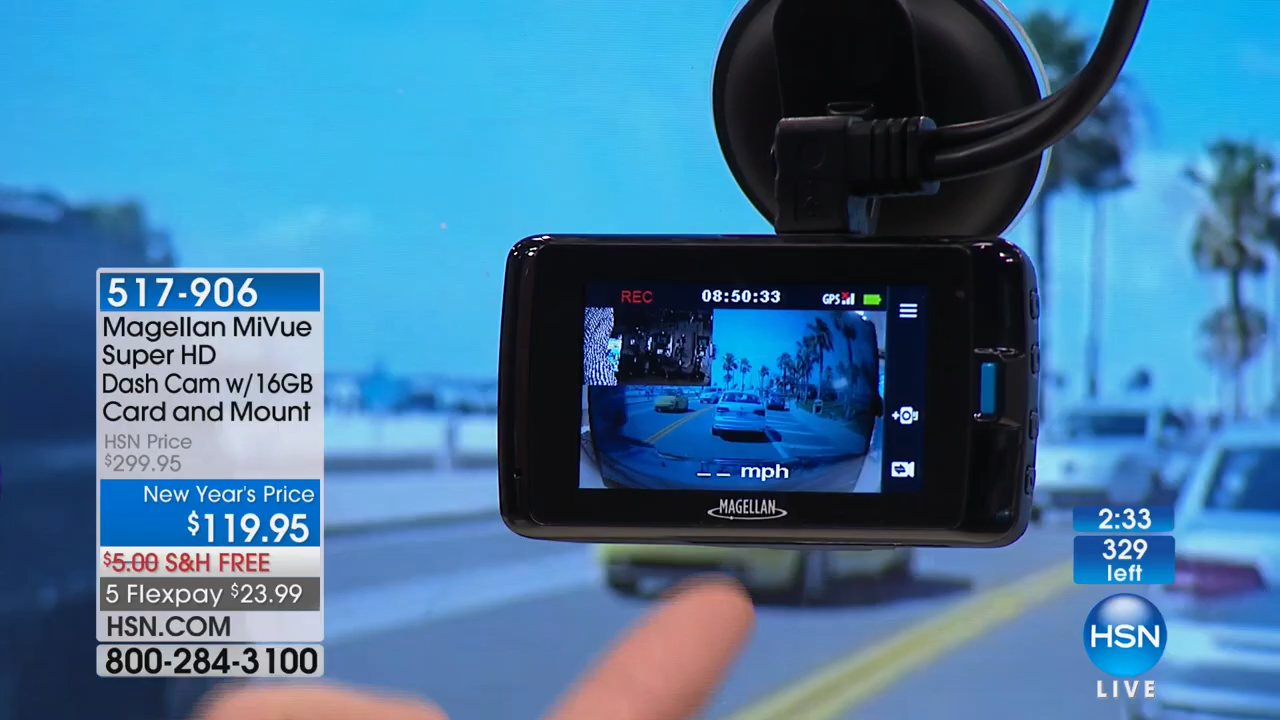 517-906
Magellan MiVue
Super HD
Dash Cam w/16GB
Card and Mount
HSN Price
$299.95
New Year's Price
$119.95
$5.00 S&H FREE
5 Flexpay $23.99
HSN.COM
800-284-3100
REC 08:50:33 GPS
_ _ mph
MAGELLAN
2:33
329
left
HSN
LIVE